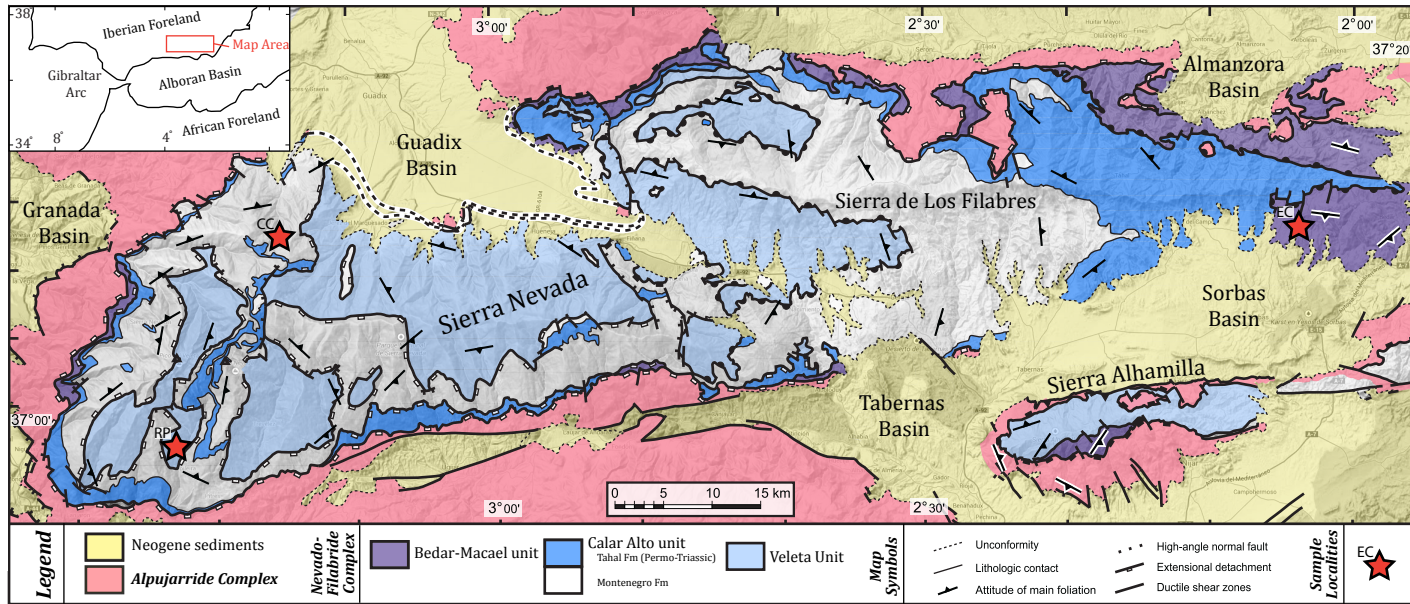 38°
Iberian Foreland
Map Area
Gibraltar
Arc
Alboran Basin
African Foreland
34°
8°
4°
3°00'
2°30'
2°00'
37°20'
Almanzora
Basin
Guadix
Basin
Granada
Basin
CC
Sierra de Los Filabres
EC
Sierra Nevada
Sorbas
Basin
Sierra Alhamilla
Tabernas
Basin
37°00'
RP
0 5 10 15 km
3°00'
2°30'
Legend
Neogene sediments
Alpujarride Complex
Nevado-
Filabride
Complex
Bedar-Macael unit
Calar Alto unit
Tahal Fm (Permo-Triassic)
Montenegro Fm
Veleta Unit
Map
Symbols
Unconformity
Lithologic contact
Attitude of main foliation
High-angle normal fault
Extensional detachment
Ductile shear zones
Sample
Localities
EC